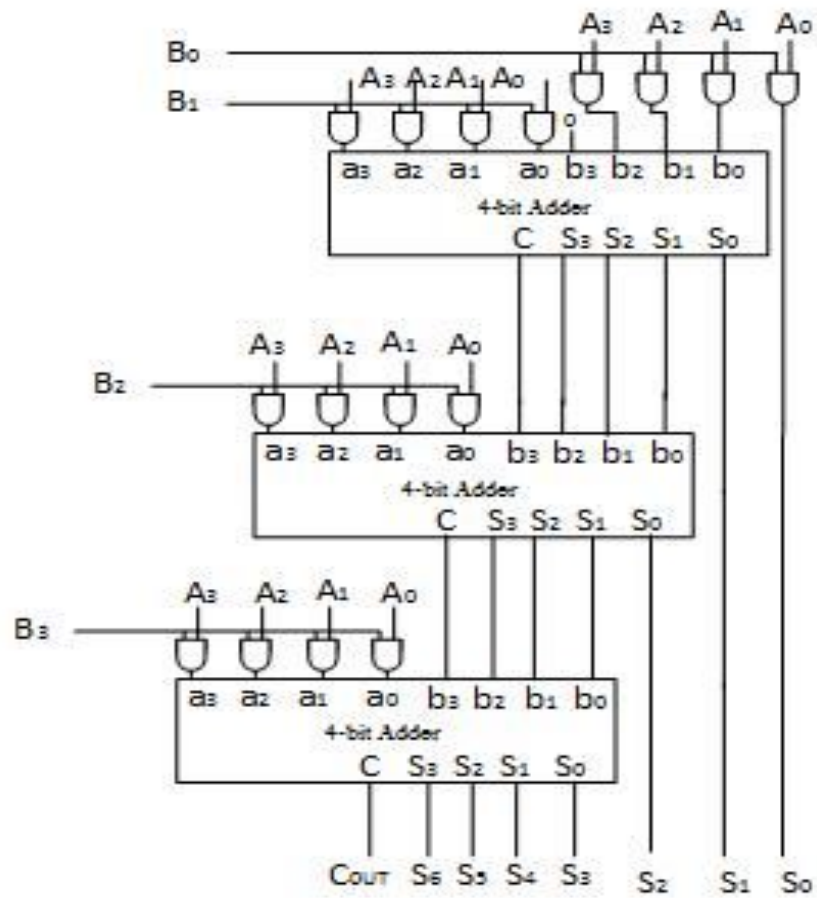 A₃ A₂ A₁ A₀
B₀
A₃ A₂ A₁ A₀
B₁
0
a₃ a₂ a₁ a₀ b₃ b₂ b₁ b₀
4-bit Adder
C S₃ S₂ S₁ S₀
A₃ A₂ A₁ A₀
B₂
a₃ a₂ a₁ a₀ b₃ b₂ b₁ b₀
4-bit Adder
C S₃ S₂ S₁ S₀
A₃ A₂ A₁ A₀
B₃
a₃ a₂ a₁ a₀ b₃ b₂ b₁ b₀
4-bit Adder
C S₃ S₂ S₁ S₀
COUT S₆ S₅ S₄ S₃ S₂ S₁ S₀